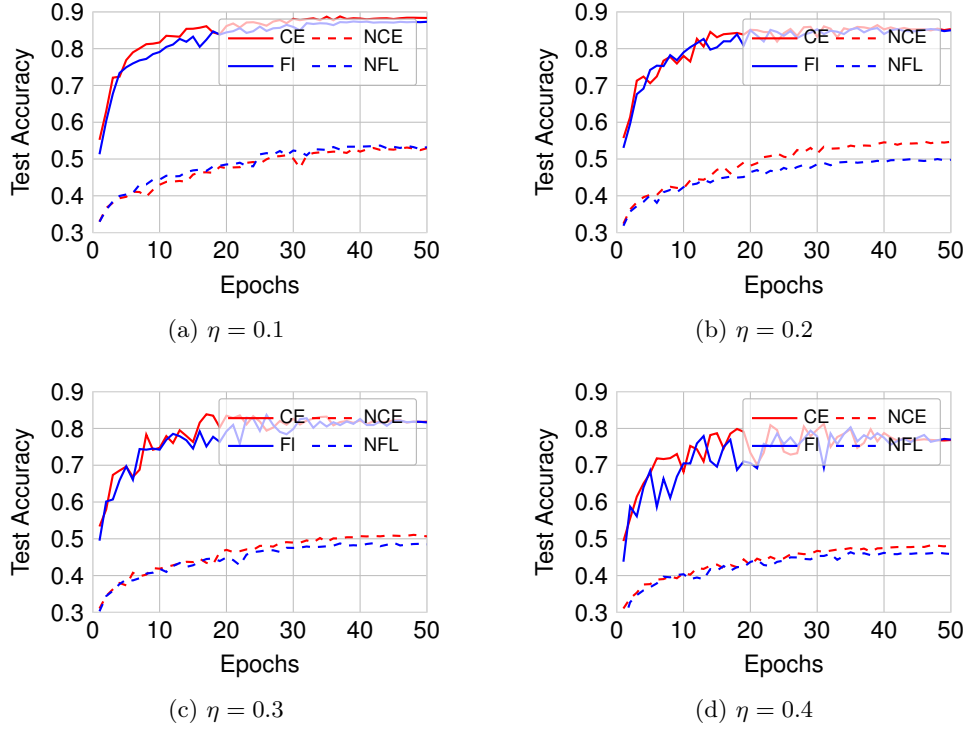 0.9
0.8
0.7
0.6
0.5
0.4
0.3
0 10 20 30 40 50
Test Accuracy
Epochs
CE NCE
FI NFL
(a) η = 0.1
0.9
0.8
0.7
0.6
0.5
0.4
0.3
0 10 20 30 40 50
Test Accuracy
Epochs
CE NCE
FI NFL
(b) η = 0.2
0.9
0.8
0.7
0.6
0.5
0.4
0.3
0 10 20 30 40 50
Test Accuracy
Epochs
CE NCE
FI NFL
(c) η = 0.3
0.9
0.8
0.7
0.6
0.5
0.4
0.3
0 10 20 30 40 50
Test Accuracy
Epochs
CE NCE
FI NFL
(d) η = 0.4